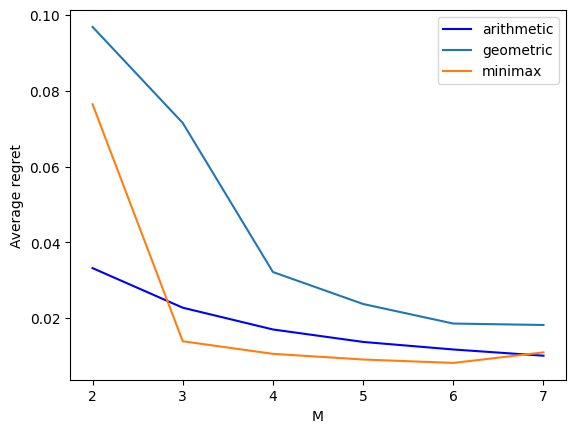 0.10
0.08
0.06
0.04
0.02
Average regret
arithmetic
geometric
minimax
2 3 4 5 6 7
M